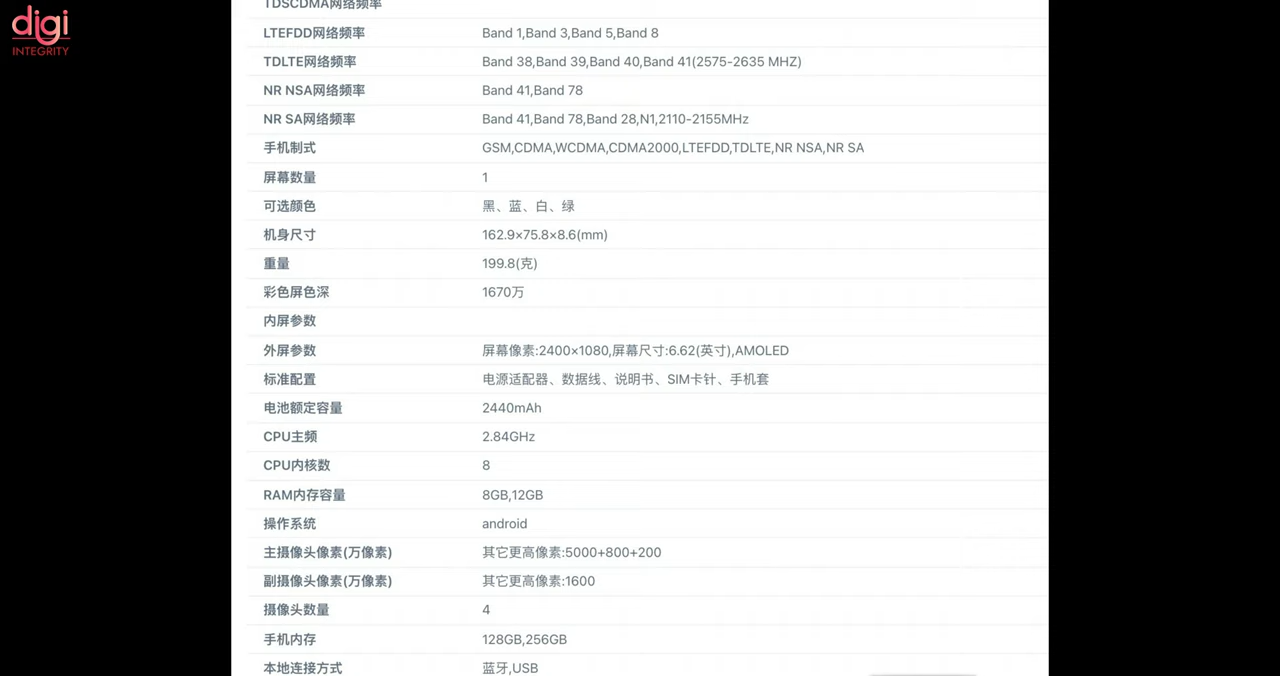 digi
INTEGRITY
TDSCDMA网络频率
LTEFDD网络频率 Band 1,Band 3,Band 5,Band 8
TDLTE网络频率 Band 38,Band 39,Band 40,Band 41(2575-2635 MHZ)
NR NSA网络频率 Band 41,Band 78
NR SA网络频率 Band 41,Band 78,Band 28,N1,2110-2155MHz
手机制式 GSM,CDMA,WCDMA,CDMA2000,LTEFDD,TDLTE,NR NSA,NR SA
屏幕数量 1
可选颜色 黑、蓝、白、绿
机身尺寸 162.9×75.8×8.6(mm)
重量 199.8(克)
彩色屏色深 1670万
内屏参数
外屏参数 屏幕像素:2400×1080,屏幕尺寸:6.62(英寸),AMOLED
标准配置 电源适配器、数据线、说明书、SIM卡针、手机套
电池额定容量 2440mAh
CPU主频 2.84GHz
CPU内核数 8
RAM内存容量 8GB,12GB
操作系统 android
主摄像头像素(万像素) 其它更高像素:5000+800+200
副摄像头像素(万像素) 其它更高像素:1600
摄像头数量 4
手机内存 128GB,256GB
本地连接方式 蓝牙,USB